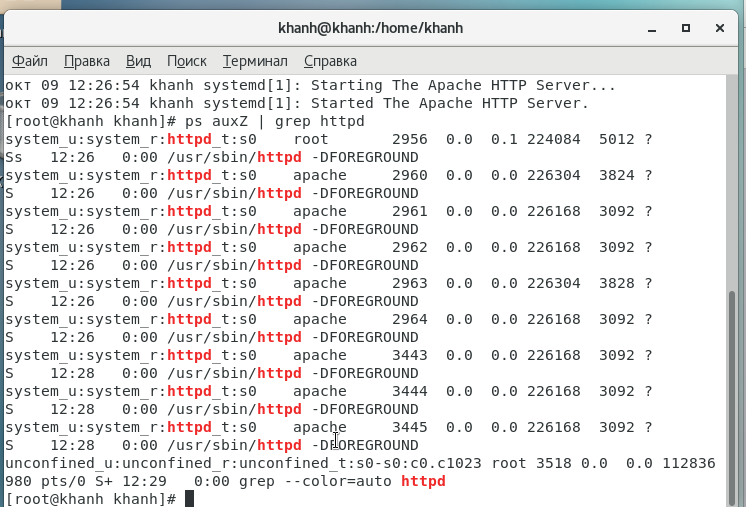 khanh@khanh:/home/khanh
Файл Правка Вид Поиск Терминал Справка
окт 09 12:26:54 khanh systemd[1]: Starting The Apache HTTP Server...
окт 09 12:26:54 khanh systemd[1]: Started The Apache HTTP Server.
[root@khanh khanh]# ps auxZ | grep httpd
system_u:system_r:httpd_t:s0    root       2956  0.0  0.1 224084  5012 ?
Ss   12:26   0:00 /usr/sbin/httpd -DFOREGROUND
system_u:system_r:httpd_t:s0    apache     2960  0.0  0.0 226304  3824 ?
S    12:26   0:00 /usr/sbin/httpd -DFOREGROUND
system_u:system_r:httpd_t:s0    apache     2961  0.0  0.0 226168  3092 ?
S    12:26   0:00 /usr/sbin/httpd -DFOREGROUND
system_u:system_r:httpd_t:s0    apache     2962  0.0  0.0 226168  3092 ?
S    12:26   0:00 /usr/sbin/httpd -DFOREGROUND
system_u:system_r:httpd_t:s0    apache     2963  0.0  0.0 226304  3828 ?
S    12:26   0:00 /usr/sbin/httpd -DFOREGROUND
system_u:system_r:httpd_t:s0    apache     2964  0.0  0.0 226168  3092 ?
S    12:26   0:00 /usr/sbin/httpd -DFOREGROUND
system_u:system_r:httpd_t:s0    apache     3443  0.0  0.0 226168  3092 ?
S    12:28   0:00 /usr/sbin/httpd -DFOREGROUND
system_u:system_r:httpd_t:s0    apache     3444  0.0  0.0 226168  3092 ?
S    12:28   0:00 /usr/sbin/httpd -DFOREGROUND
system_u:system_r:httpd_t:s0    apache     3445  0.0  0.0 226168  3092 ?
S    12:28   0:00 /usr/sbin/httpd -DFOREGROUND
unconfined_u:unconfined_r:unconfined_t:s0-s0:c0.c1023 root 3518 0.0  0.0 112836
980 pts/0 S+ 12:29   0:00 grep --color=auto httpd
[root@khanh khanh]#